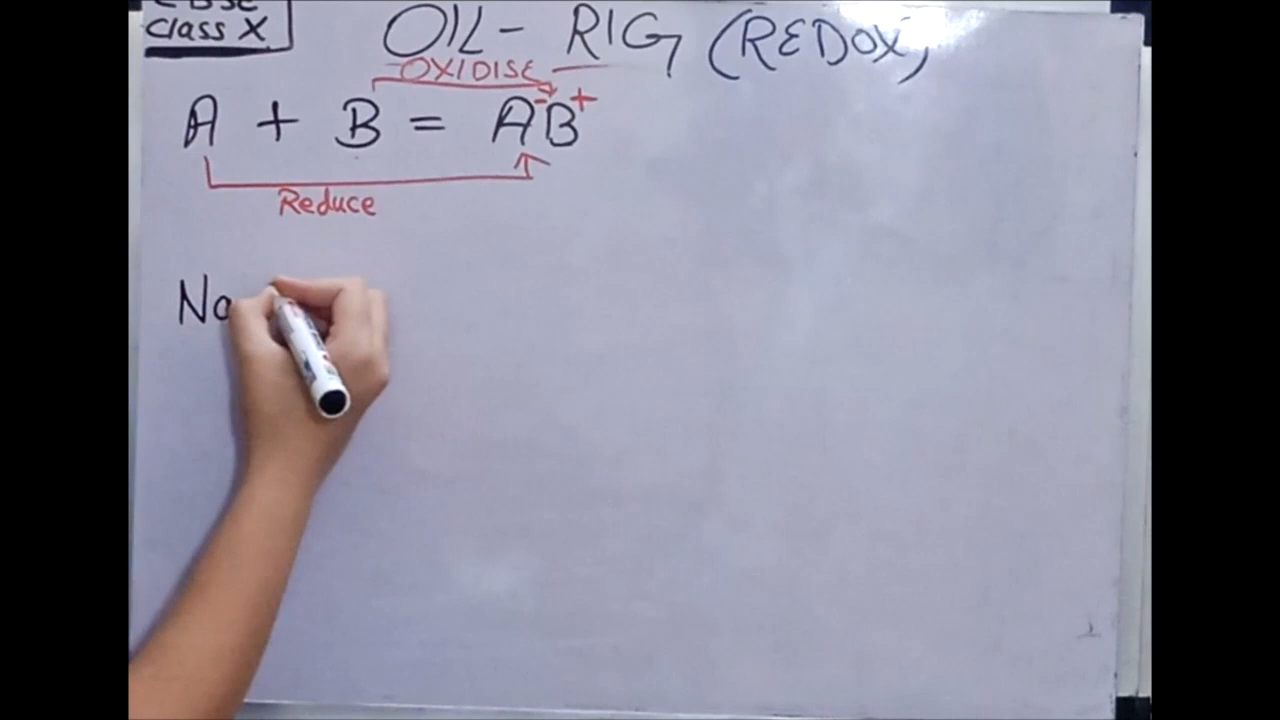 CBSE
Class X
OIL - RIG (REDOX)
OXIDISE
A + B = A⁻B⁺
Reduce
Na